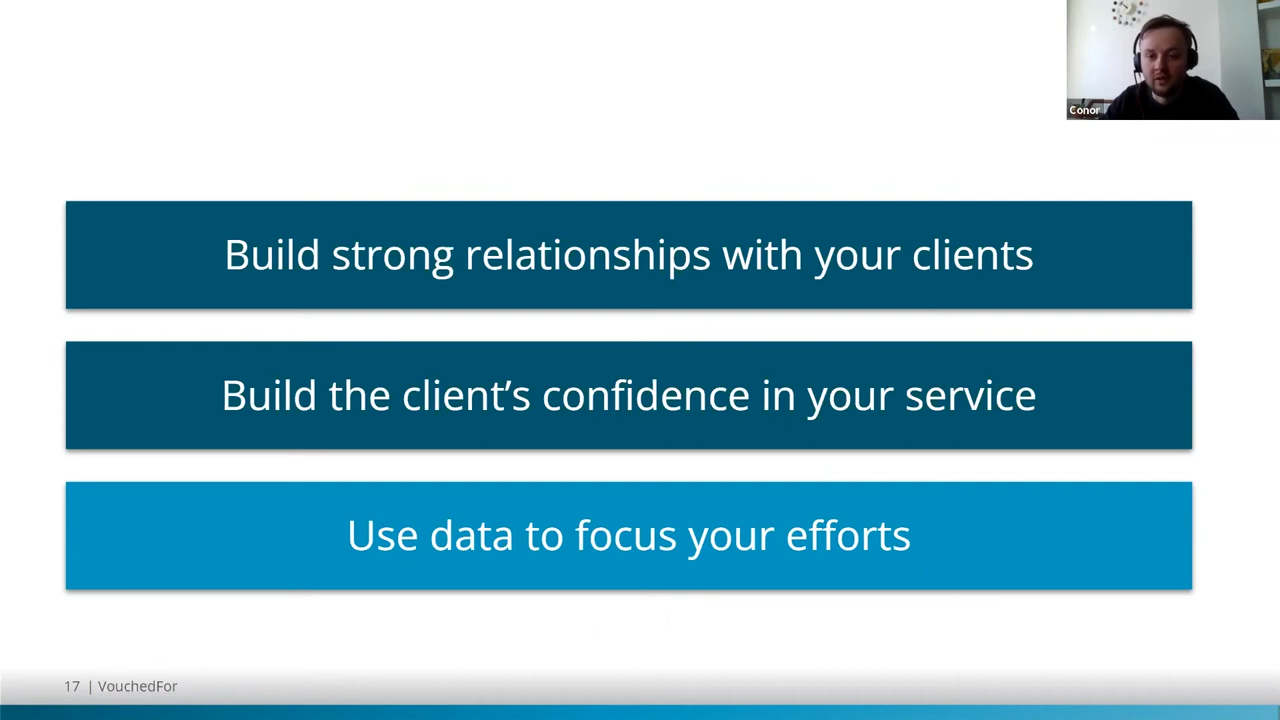 Conor
Build strong relationships with your clients
Build the client’s confidence in your service
Use data to focus your efforts
17 | VouchedFor